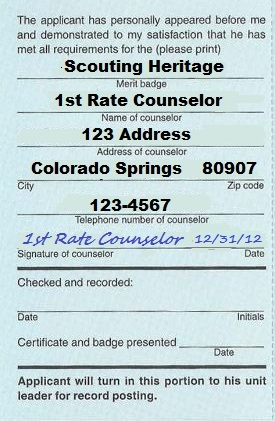 The applicant has personally appeared before me
and demonstrated to my satisfaction that he has
met all requirements for the (please print)
Scouting Heritage
Merit badge
1st Rate Counselor
Name of counselor
123 Address
Address of counselor
Colorado Springs 80907
City Zip code
123-4567
Telephone number of counselor
1st Rate Counselor 12/31/12
Signature of counselor Date
Checked and recorded:
Date Initials
Certificate and badge presented
Date
Applicant will turn in this portion to his unit
leader for record posting.